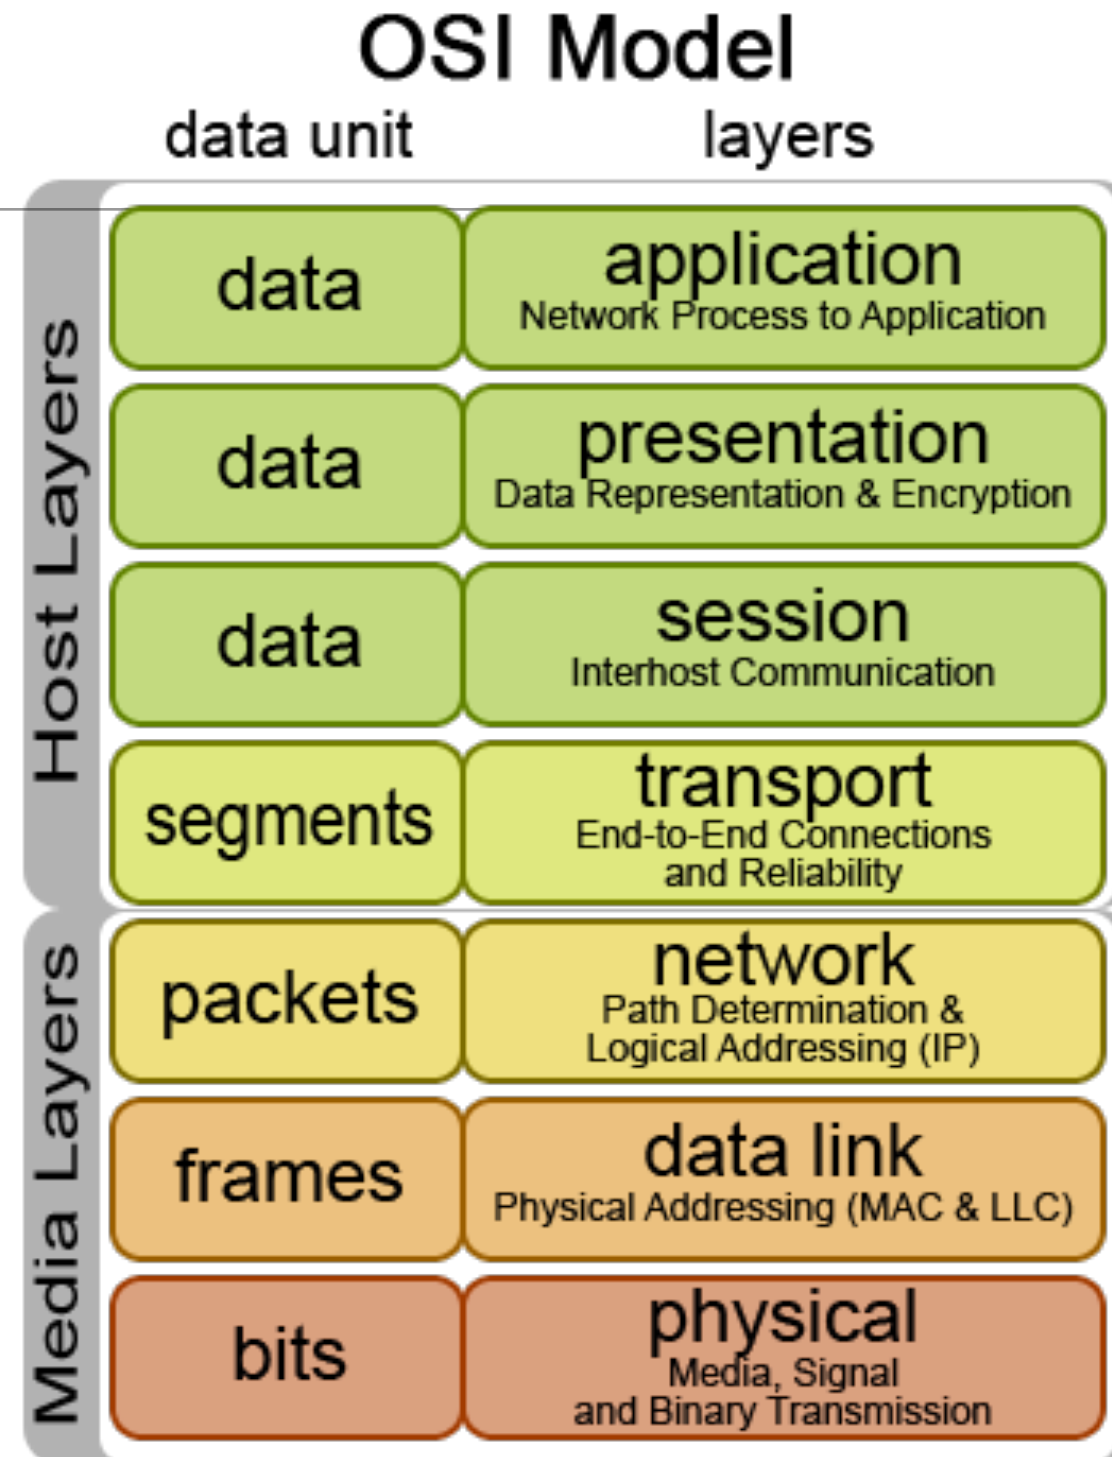 OSI Model
data unit layers
Host Layers
data application
Network Process to Application
data presentation
Data Representation & Encryption
data session
Interhost Communication
segments transport
End-to-End Connections
and Reliability
Media Layers
packets network
Path Determination &
Logical Addressing (IP)
frames data link
Physical Addressing (MAC & LLC)
bits physical
Media, Signal
and Binary Transmission